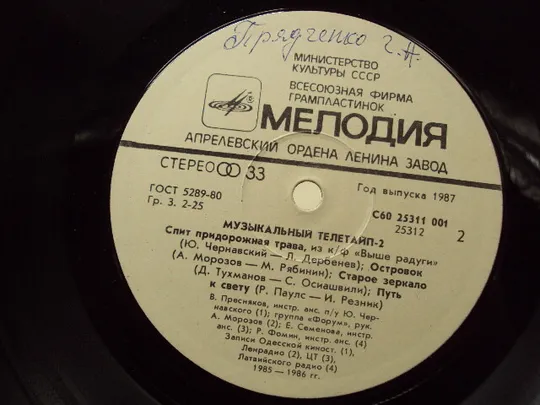 Прядченко Г.А.
МИНИСТЕРСТВО
КУЛЬТУРЫ СССР
ВСЕСОЮЗНАЯ ФИРМА
ГРАМПЛАСТИНОК
МЕЛОДИЯ
АПРЕЛЕВСКИЙ ОРДЕНА ЛЕНИНА ЗАВОД
СТЕРЕО 33
ГОСТ 5289-80
Гр. 3. 2-25
Год выпуска 1987
С60 25311 001
25312 2
МУЗЫКАЛЬНЫЙ ТЕЛЕТАЙП-2
Спит придорожная трава, из к/ф «Выше радуги»
(Ю. Чернавский — Л. Дербенев); Островок
(А. Морозов — М. Рябинин); Старое зеркало
(Д. Тухманов — С. Осиашвили); Путь
к свету (Р. Паулс — И. Резник)
В. Пресняков, инстр. анс. п/у Ю. Чер-
навского (1); группа «Форум», рук.
А. Морозов (2); Е. Семенова, инстр.
анс. (3); Р. Фомин, инстр. анс. (4)
Записи Одесской киност. (1),
Ленрадио (2), ЦТ (3),
Латвийского радио (4)
1985 — 1986 гг.